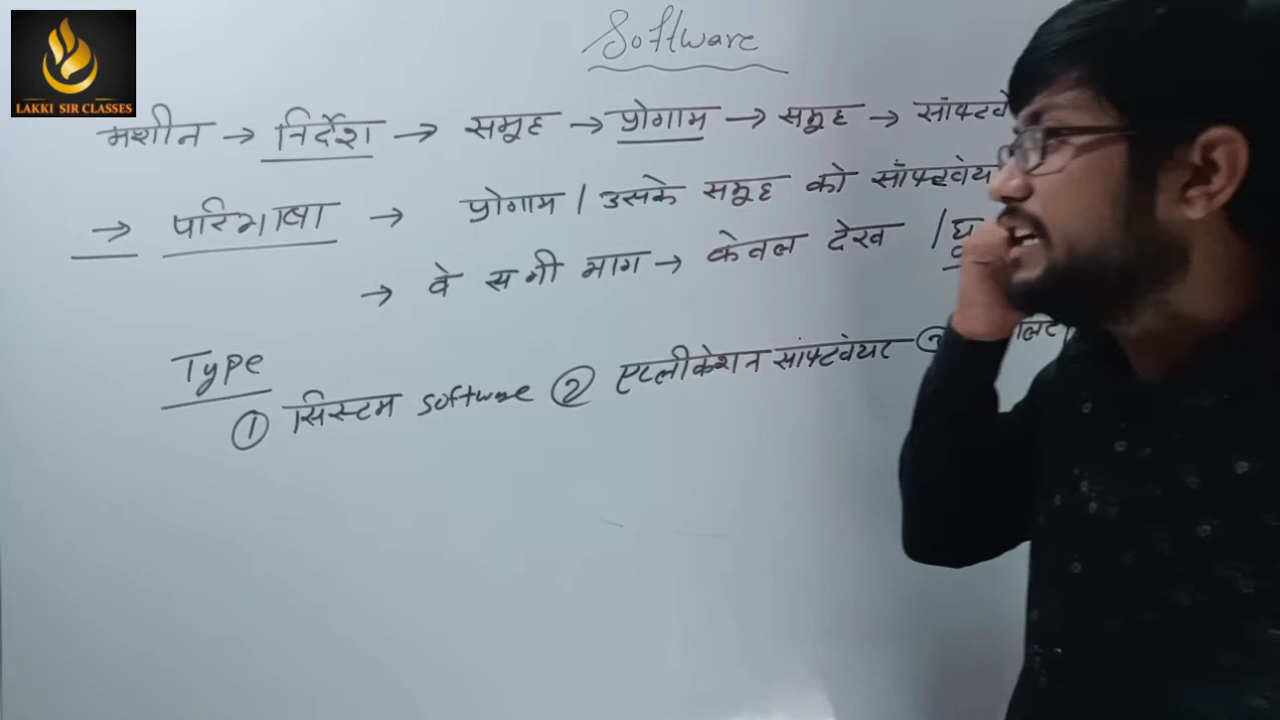 LAKKI SIR CLASSES
Software
मशीन → निर्देश → समूह → प्रोगाम → समूह → सांफ्टवे
→ परिभाषा → प्रोगाम / उसके समूह को सॉफ्टवेय
→ वे सभी भाग → केवल देख /
Type
① सिस्टम software ② एप्लीकेशन सांफ्टवेयर ③